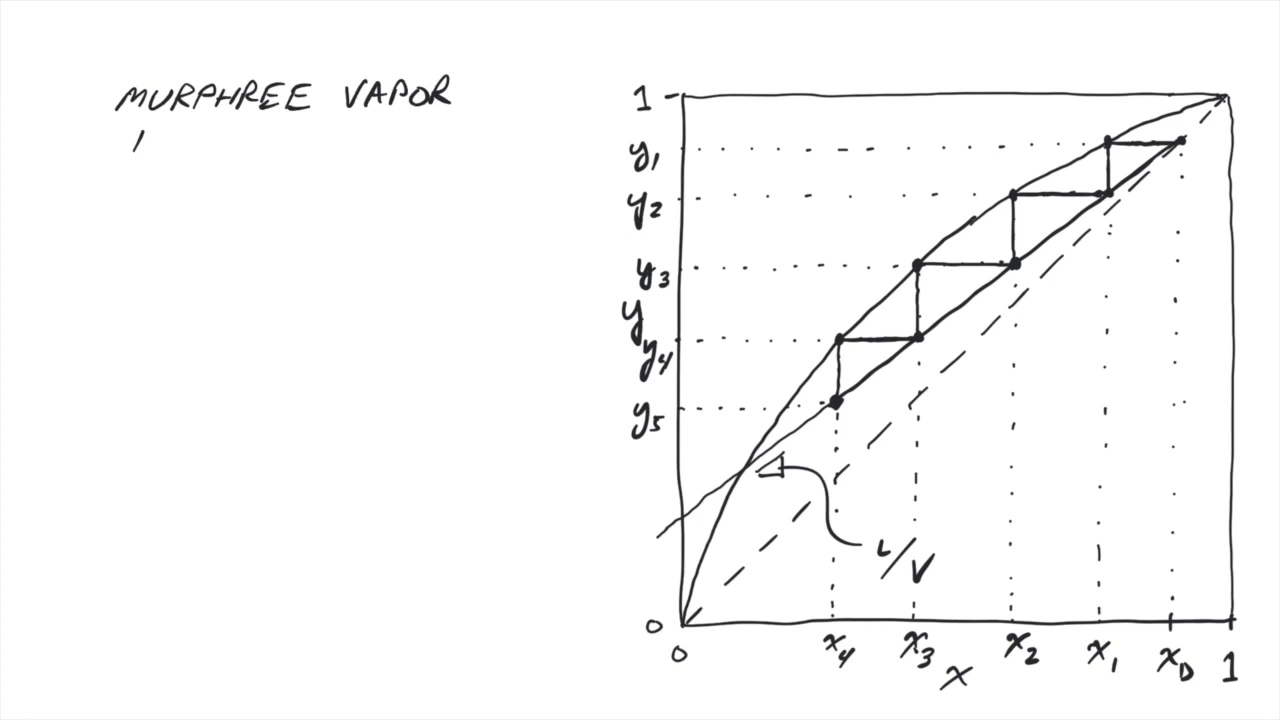 MURPHREE VAPOR
1
y1
y2
y3
y
y4
y5
L/V
0
0
x4 x3 x2 x1 xD 1
x